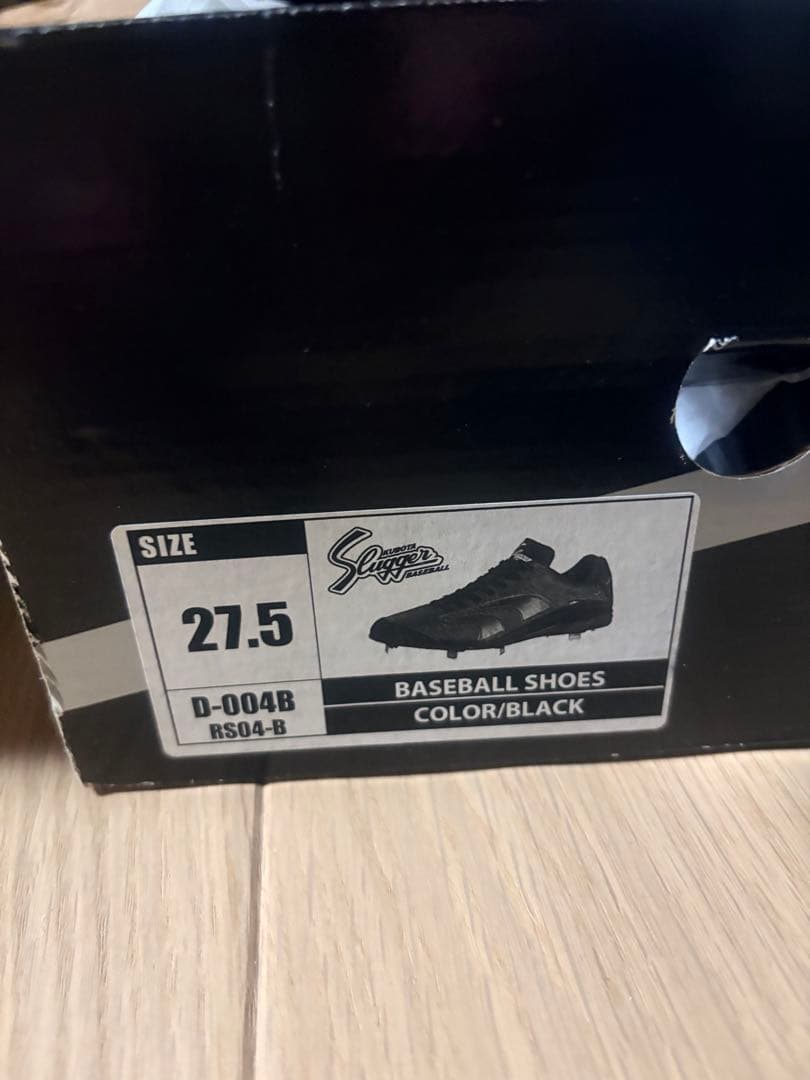 SIZE
27.5
D-004B
RS04-B
KUBOTA
Slugger
BASEBALL
BASEBALL SHOES
COLOR/BLACK